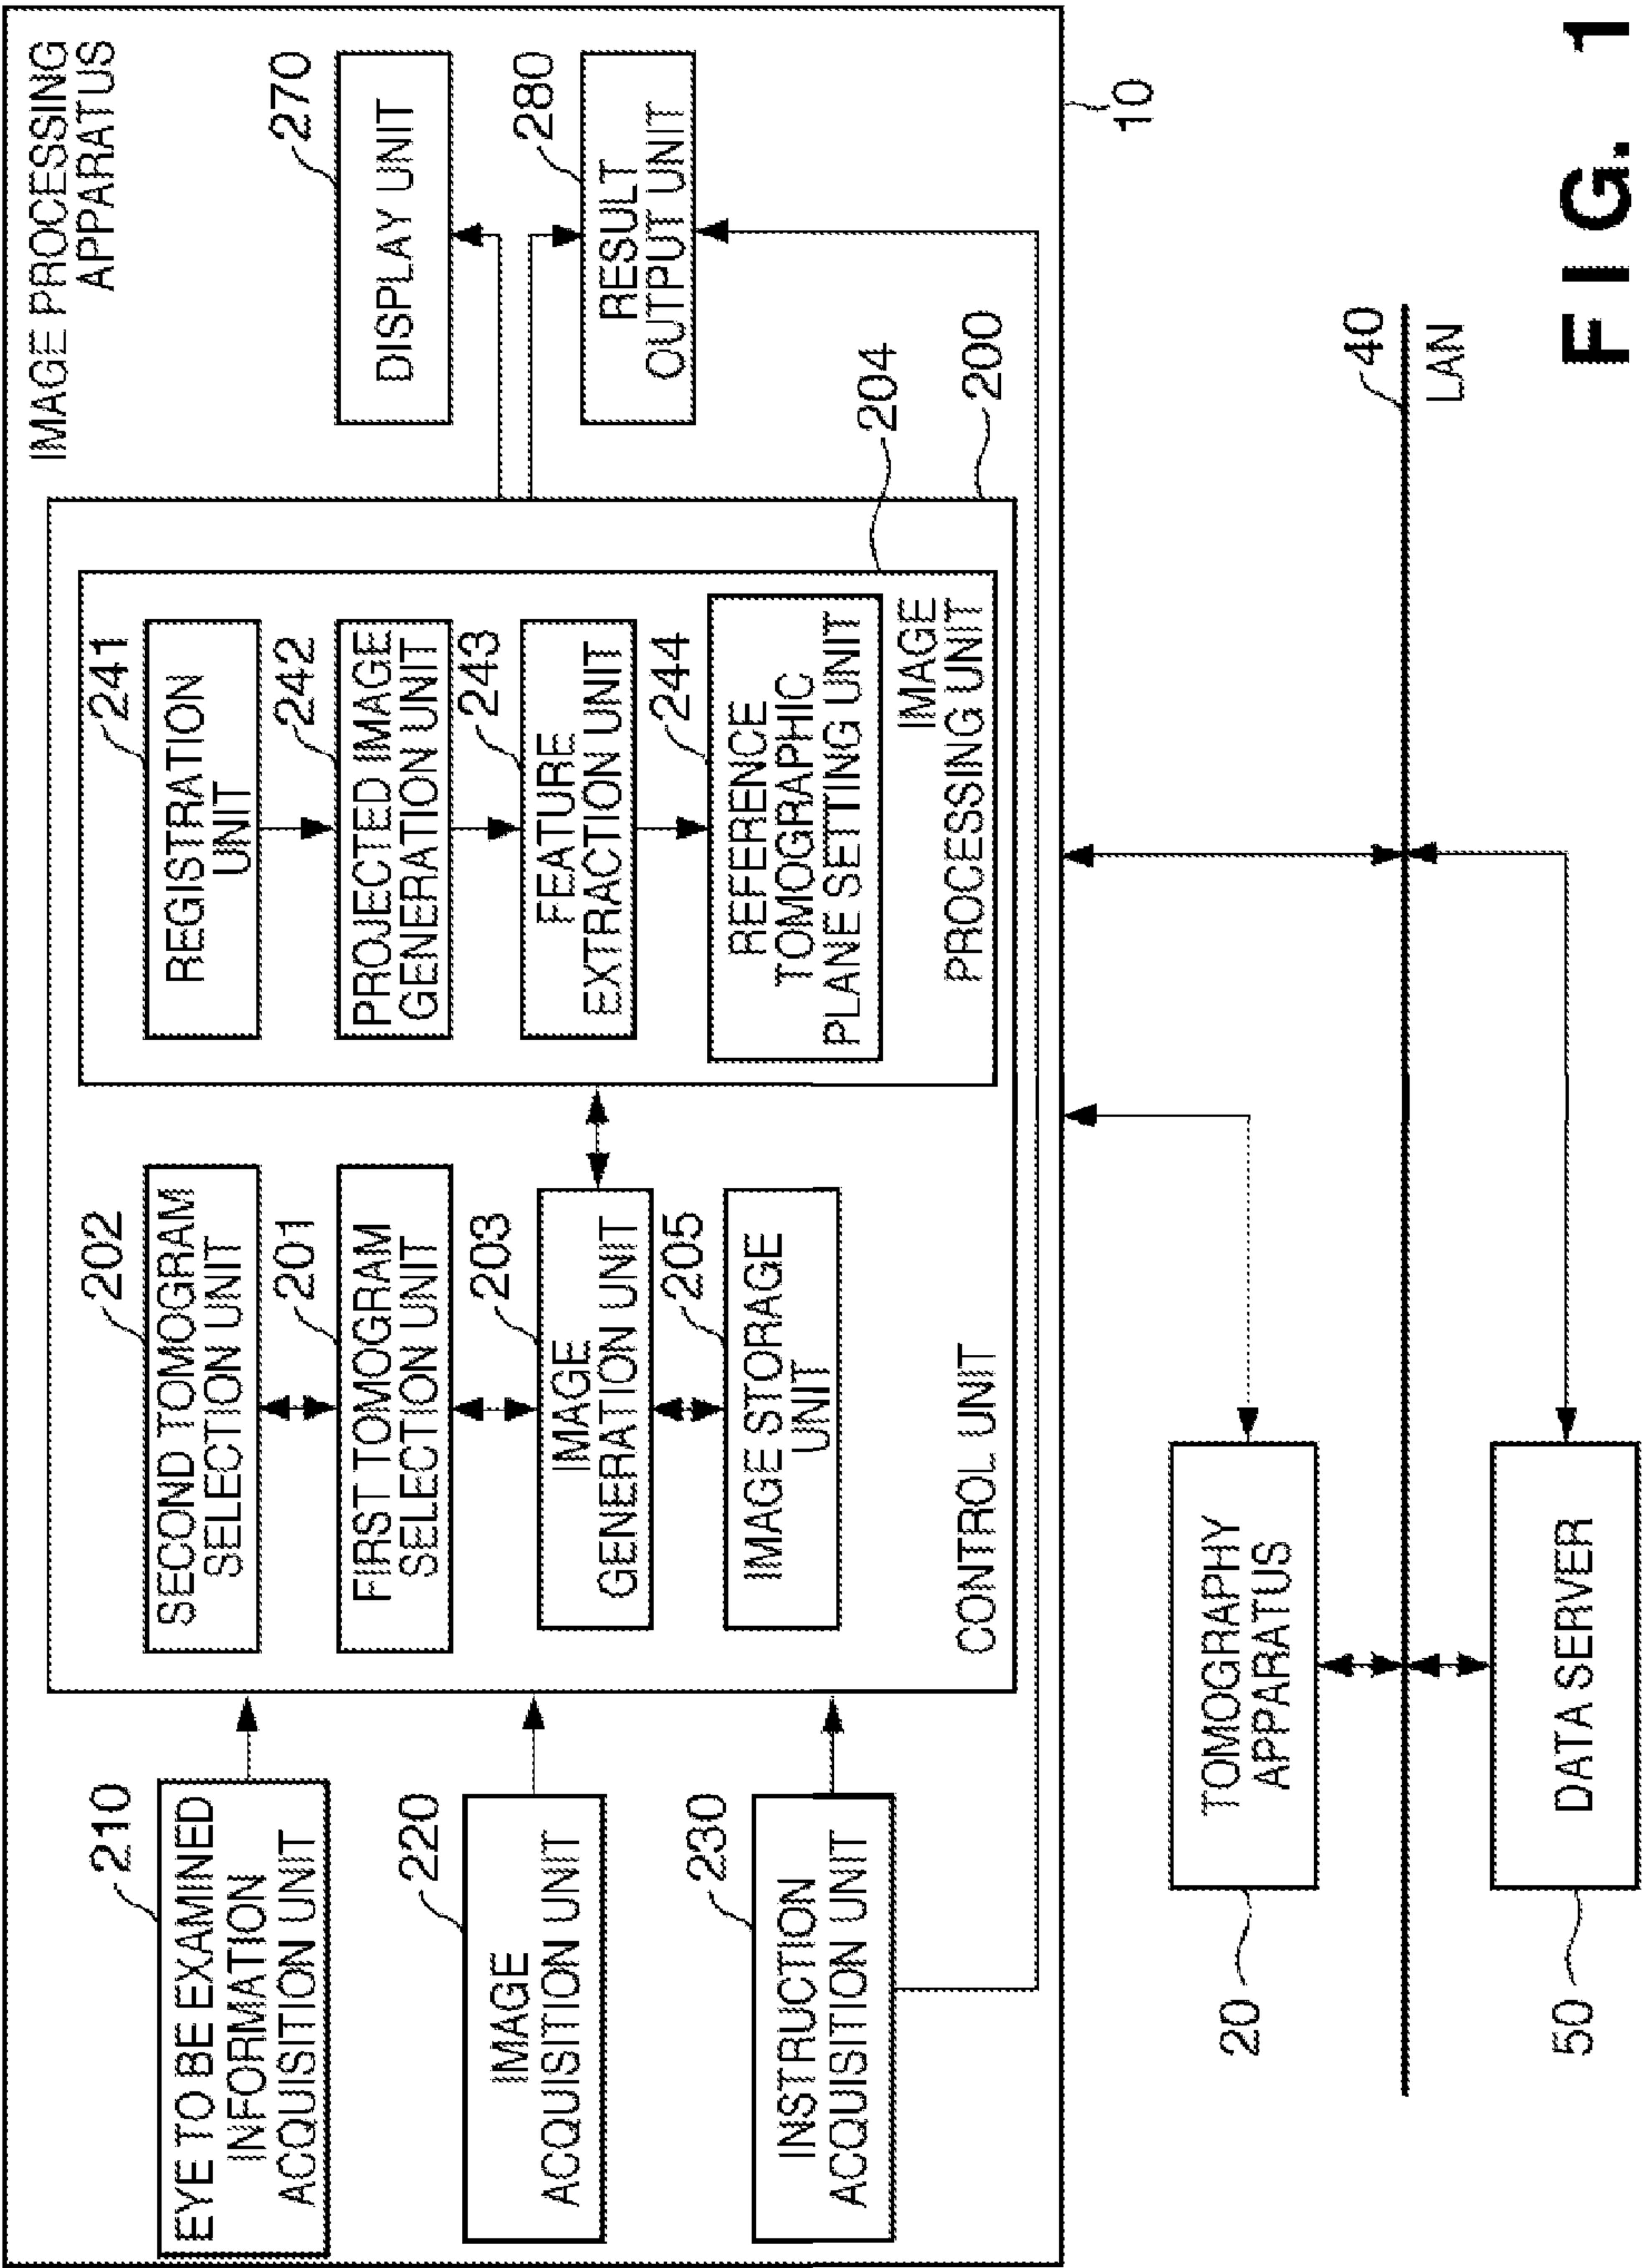 IMAGE PROCESSING
APPARATUS
210
EYE TO BE EXAMINED
INFORMATION
ACQUISITION UNIT
220
IMAGE
ACQUISITION UNIT
230
INSTRUCTION
ACQUISITION UNIT
202
SECOND TOMOGRAM
SELECTION UNIT
201
FIRST TOMOGRAM
SELECTION UNIT
203
IMAGE
GENERATION UNIT
205
IMAGE STORAGE
UNIT
CONTROL UNIT
241
REGISTRATION
UNIT
242
PROJECTED IMAGE
GENERATION UNIT
243
FEATURE
EXTRACTION UNIT
244
REFERENCE
TOMOGRAPHIC
PLANE SETTING UNIT
IMAGE
PROCESSING UNIT
204
200
270
DISPLAY UNIT
280
RESULT
OUTPUT UNIT
10
20
TOMOGRAPHY
APPARATUS
40
LAN
50
DATA SERVER
FIG. 1